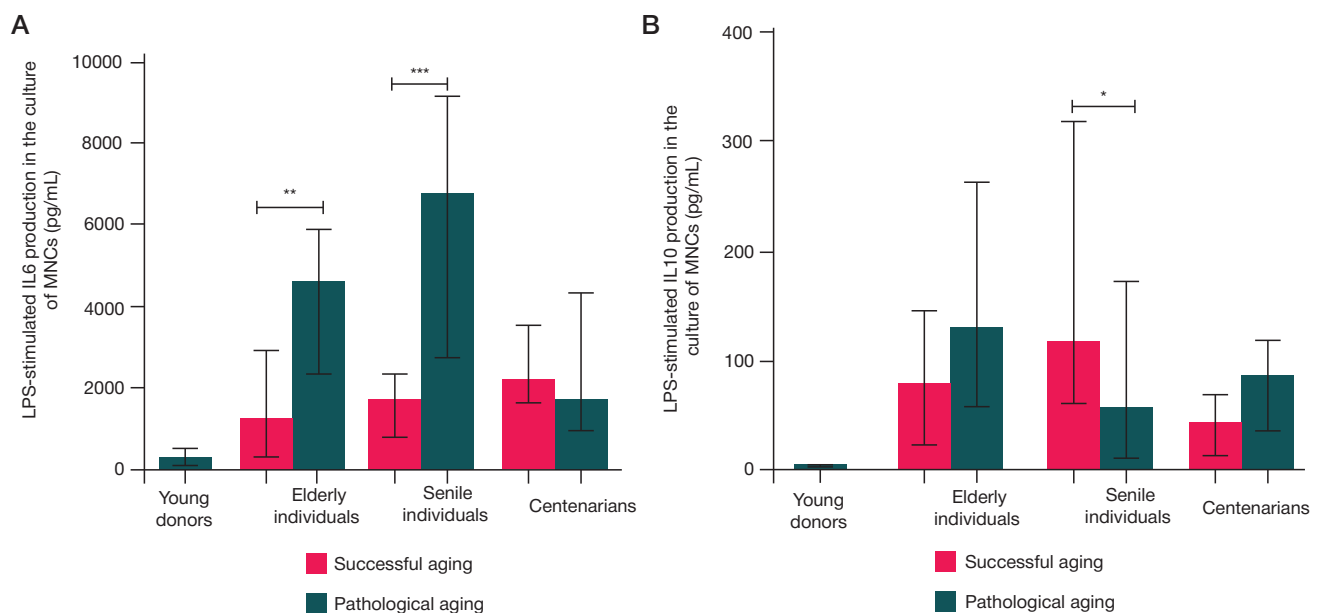 A
LPS-stimulated IL6 production in the culture
of MNCs (pg/mL)
10000
8000
6000
4000
2000
0
**
***
Young
donors
Elderly
individuals
Senile
individuals
Centenarians
Successful aging
Pathological aging
B
LPS-stimulated IL10 production in the
culture of MNCs (pg/mL)
400
300
200
100
0
*
Young
donors
Elderly
individuals
Senile
individuals
Centenarians
Successful aging
Pathological aging